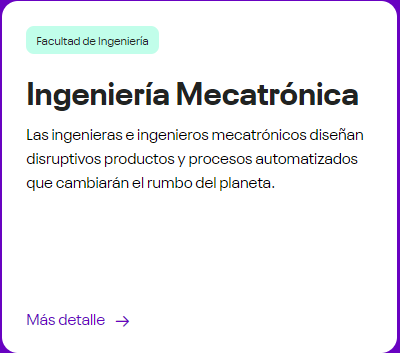 Facultad de Ingeniería
Ingeniería Mecatrónica
Las ingenieras e ingenieros mecatrónicos diseñan
disruptivos productos y procesos automatizados
que cambiarán el rumbo del planeta.
Más detalle →